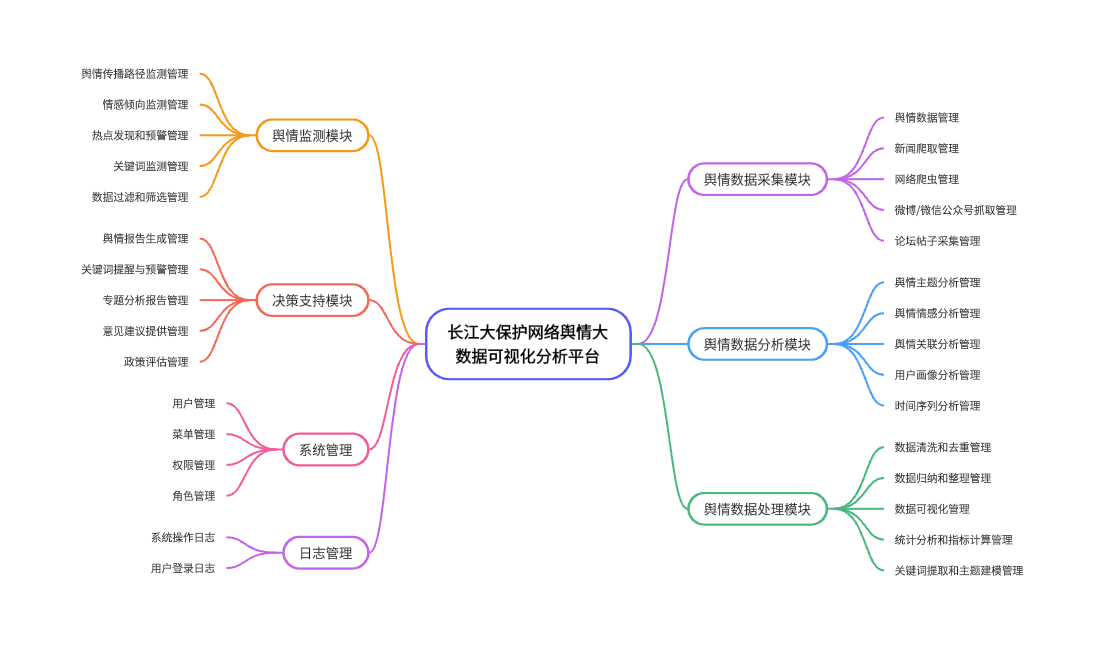 长江大保护网络舆情大
数据可视化分析平台
舆情监测模块
舆情传播路径监测管理
情感倾向监测管理
热点发现和预警管理
关键词监测管理
数据过滤和筛选管理
决策支持模块
舆情报告生成管理
关键词提醒与预警管理
专题分析报告管理
意见建议提供管理
政策评估管理
系统管理
用户管理
菜单管理
权限管理
角色管理
日志管理
系统操作日志
用户登录日志
舆情数据采集模块
舆情数据管理
新闻爬取管理
网络爬虫管理
微博/微信公众号抓取管理
论坛帖子采集管理
舆情数据分析模块
舆情主题分析管理
舆情情感分析管理
舆情关联分析管理
用户画像分析管理
时间序列分析管理
舆情数据处理模块
数据清洗和去重管理
数据归纳和整理管理
数据可视化管理
统计分析和指标计算管理
关键词提取和主题建模管理